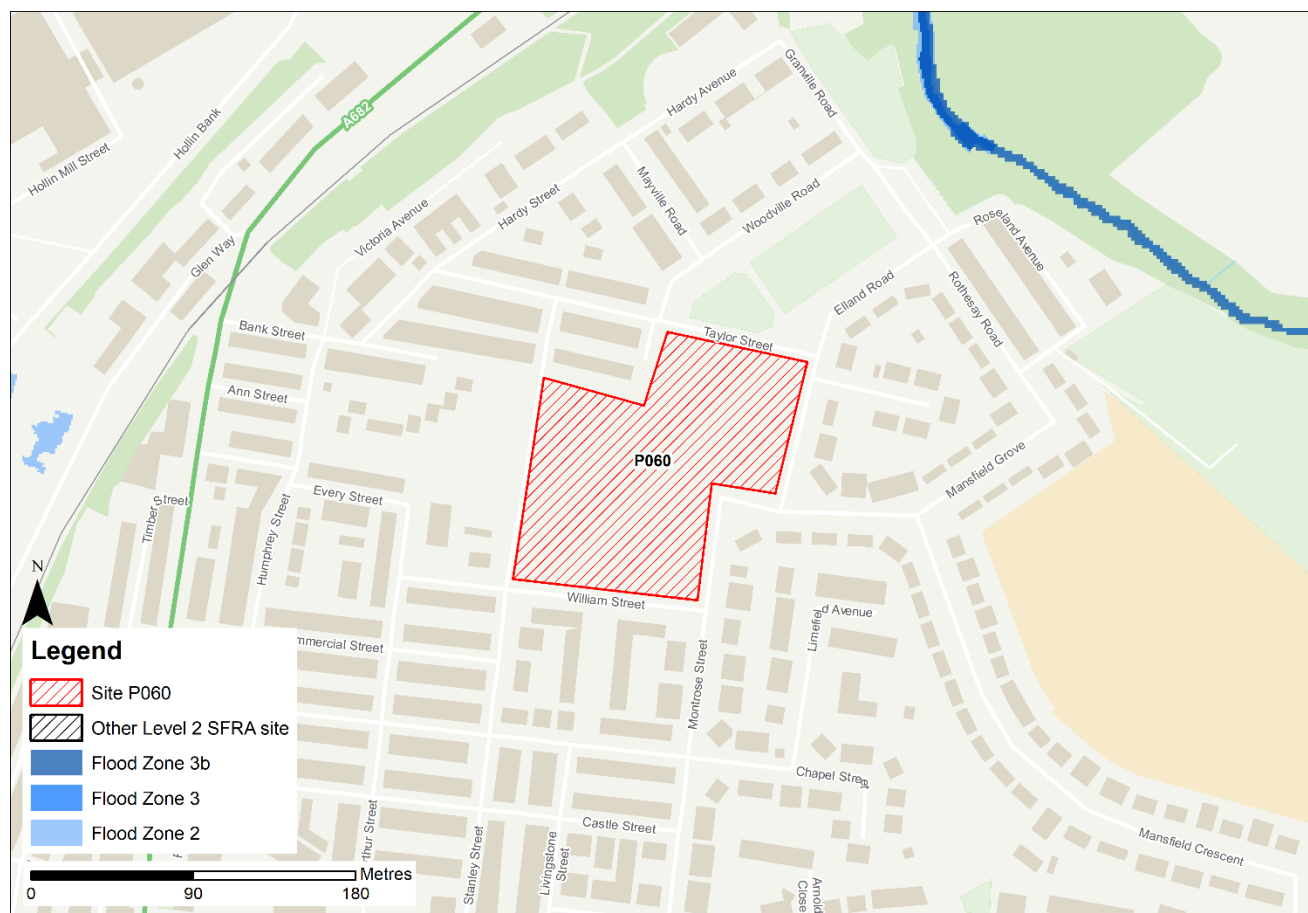 Granville Road
Hardy Avenue
A682
Hollin Bank
Hollin Mill Street
Mayville Road
Woodville Road
Hardy Street
Victoria Avenue
Roseland Avenue
Glen Way
Elland Road
Rothesay Road
Bank Street
Taylor Street
Ann Street
P060
Mansfield Grove
Every Street
Timber Street
Humphrey Street
N
William Street
Limefield Avenue
mmercial Street
Montrose Street
Chapel Street
Castle Street
Mansfield Crescent
rthur Street
Stanley Street
Livingstone
Street
Arnold
Close
Legend
Site P060
Other Level 2 SFRA site
Flood Zone 3b
Flood Zone 3
Flood Zone 2
Metres
0 90 180